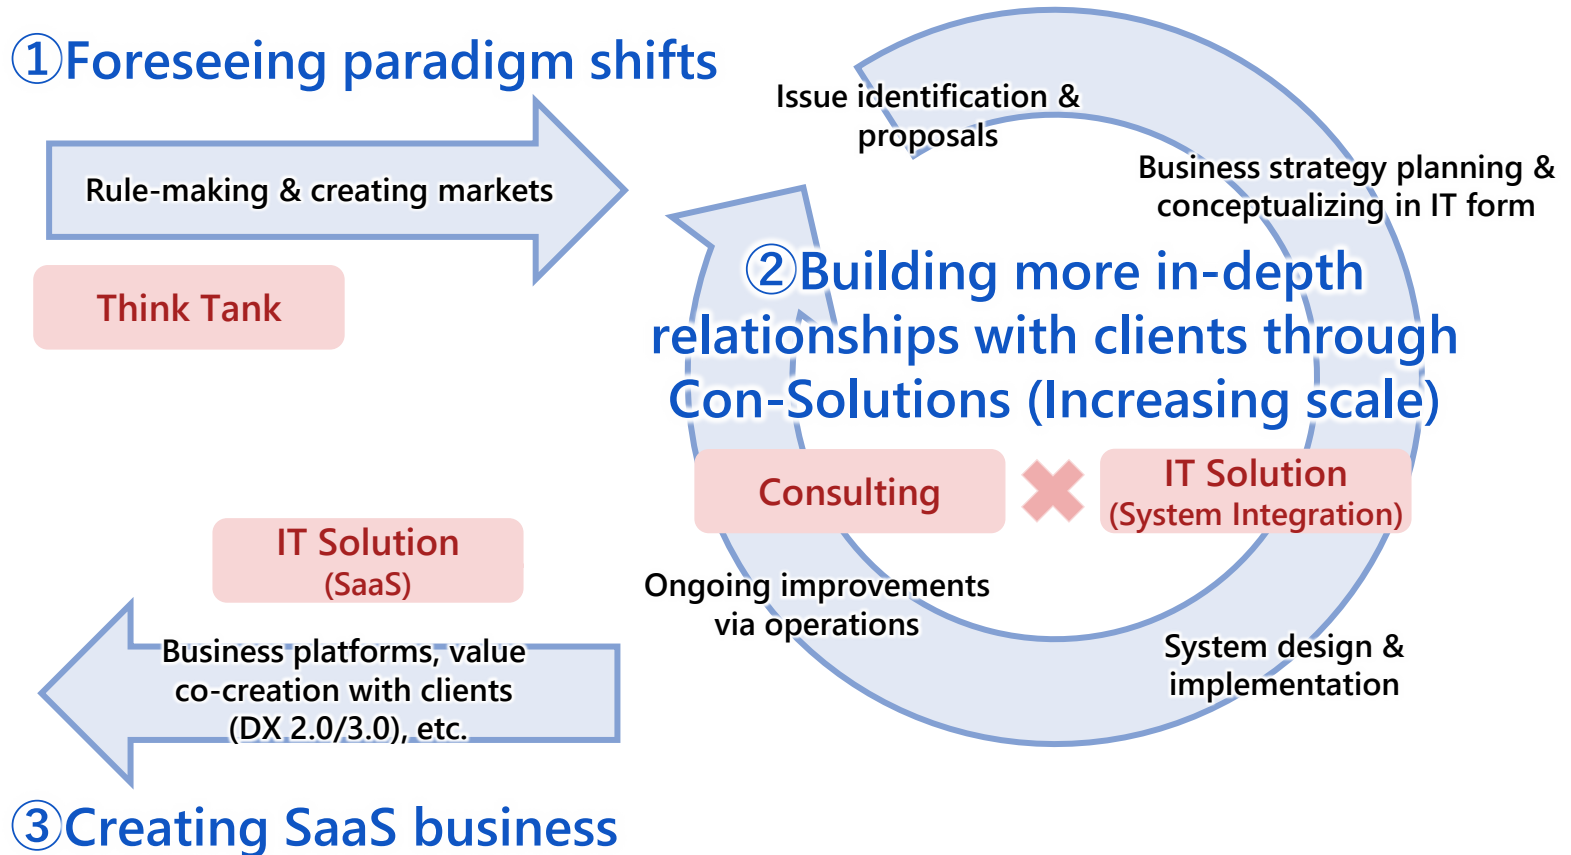 ①Foreseeing paradigm shifts
Rule-making & creating markets
Think Tank
Issue identification &
proposals
Business strategy planning &
conceptualizing in IT form
②Building more in-depth
relationships with clients through
Con-Solutions (Increasing scale)
Consulting
IT Solution
(System Integration)
Ongoing improvements
via operations
System design &
implementation
IT Solution
(SaaS)
Business platforms, value
co-creation with clients
(DX 2.0/3.0), etc.
③Creating SaaS business